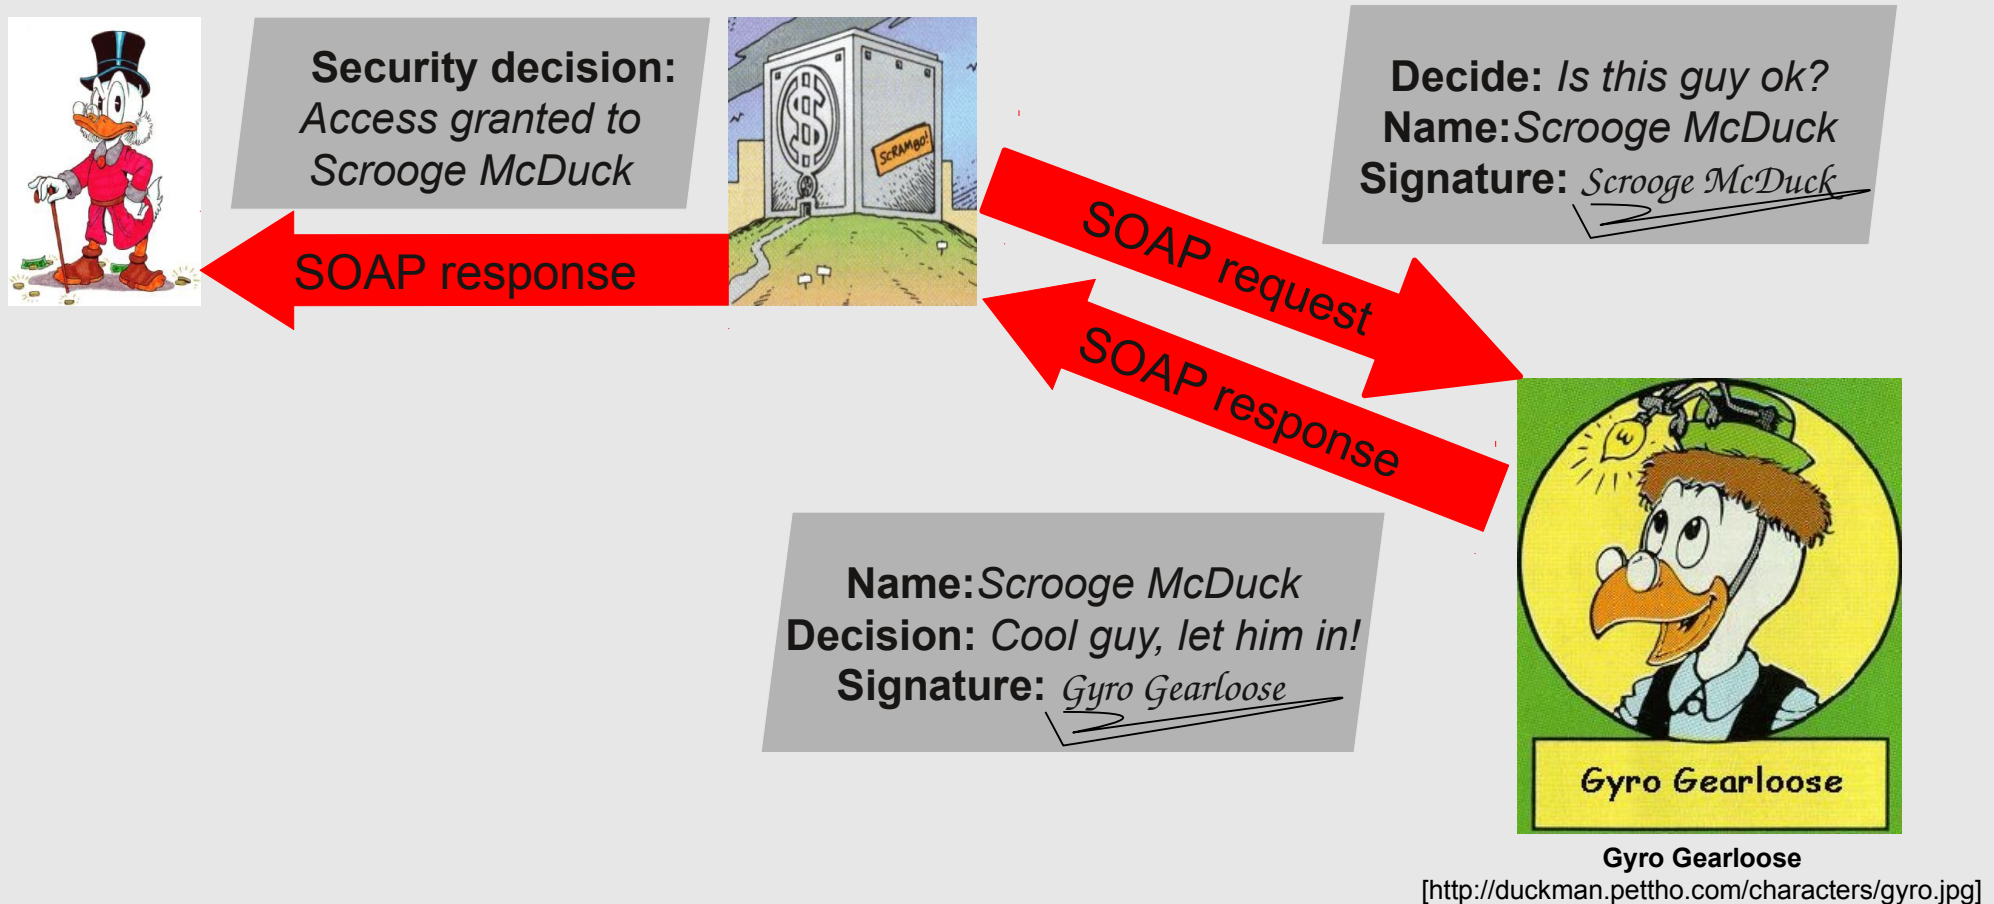 Security decision:
Access granted to
Scrooge McDuck
SOAP response
SCRAMBO!
$
Decide: Is this guy ok?
Name:Scrooge McDuck
Signature: Scrooge McDuck
SOAP request
SOAP response
Name:Scrooge McDuck
Decision: Cool guy, let him in!
Signature: Gyro Gearloose
Gyro Gearloose
Gyro Gearloose
[http://duckman.pettho.com/characters/gyro.jpg]